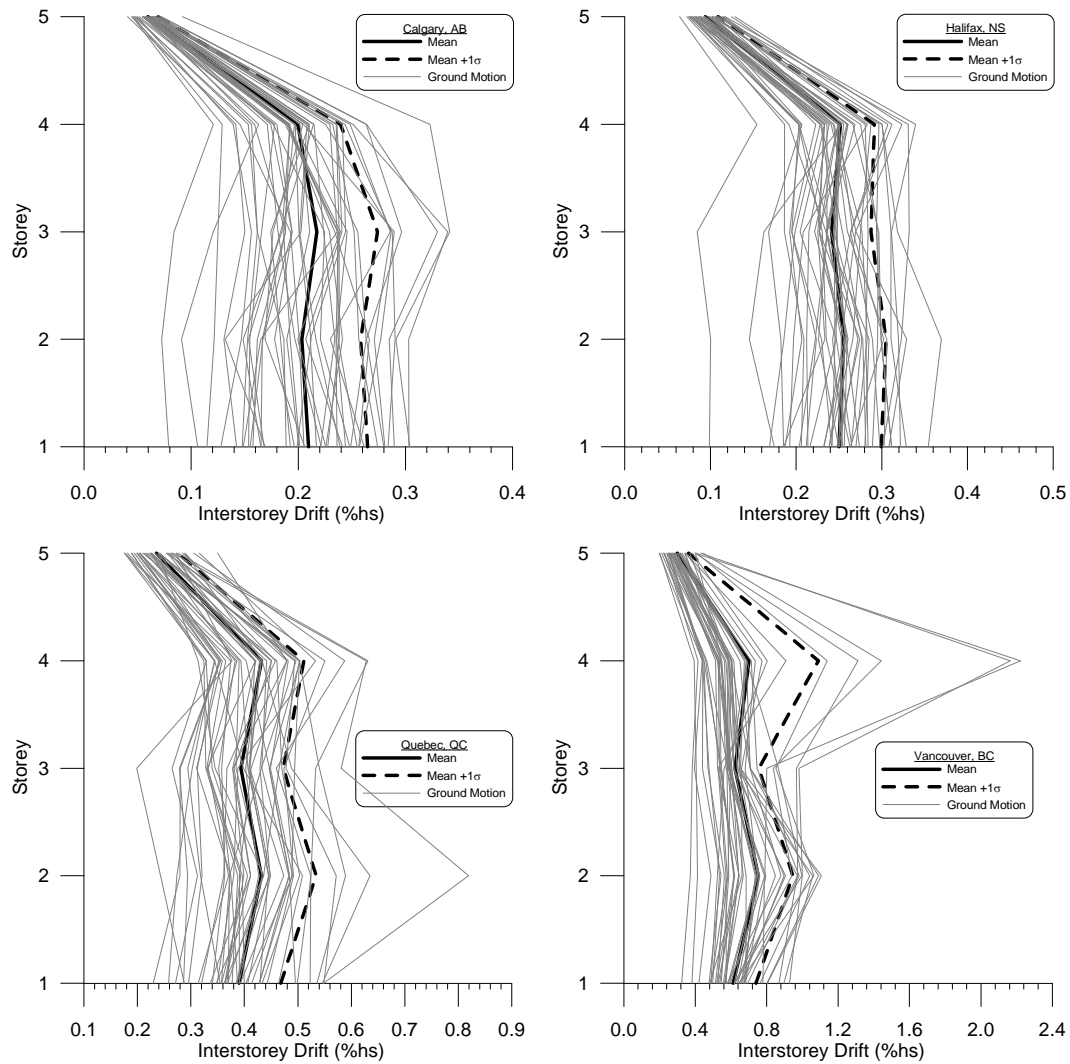 5
4
3
2
1
Storey
0.0
0.1
0.2
0.3
0.4
Interstorey Drift (%hs)
Calgary, AB
Mean
Mean +1σ
Ground Motion
5
4
3
2
1
Storey
0.0
0.1
0.2
0.3
0.4
0.5
Interstorey Drift (%hs)
Halifax, NS
Mean
Mean +1σ
Ground Motion
5
4
3
2
1
Storey
0.1
0.2
0.3
0.4
0.5
0.6
0.7
0.8
0.9
Interstorey Drift (%hs)
Quebec, QC
Mean
Mean +1σ
Ground Motion
5
4
3
2
1
Storey
0.0
0.4
0.8
1.2
1.6
2.0
2.4
Interstorey Drift (%hs)
Vancouver, BC
Mean
Mean +1σ
Ground Motion